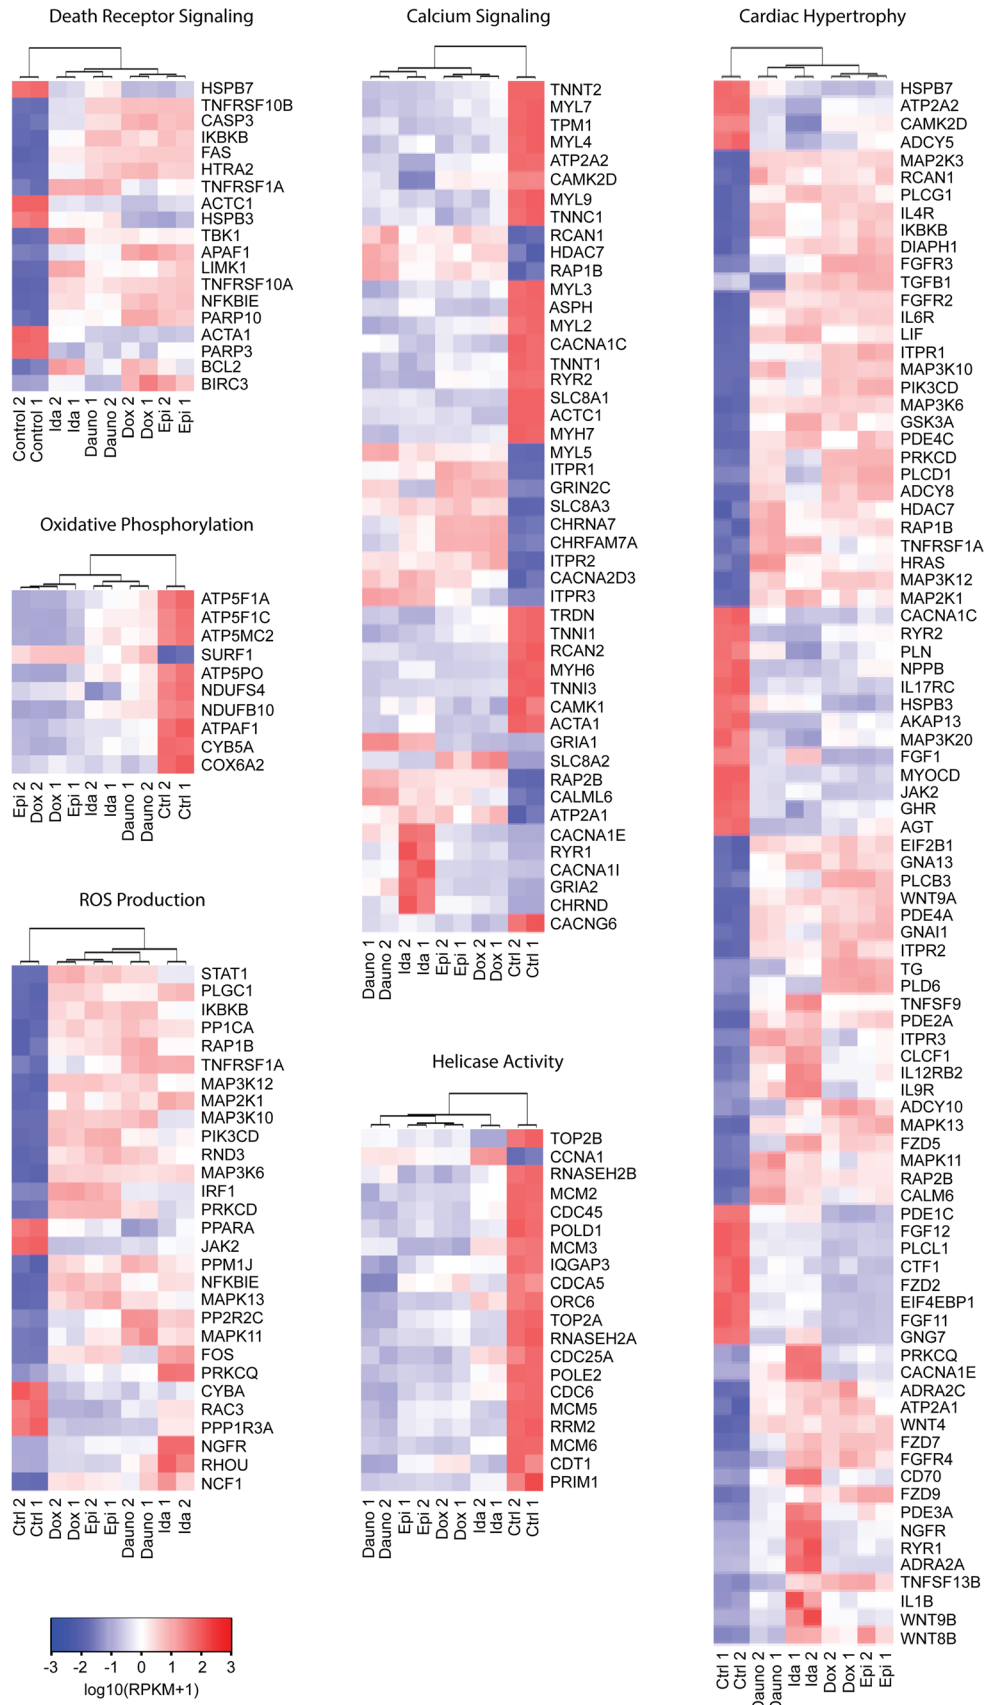 Death Receptor Signaling
HSPB7
TNFRSF10B
CASP3
IKBKB
FAS
HTRA2
TNFRSF1A
ACTC1
HSPB3
TBK1
APAF1
LIMK1
TNFRSF10A
NFKBIE
PARP10
ACTA1
PARP3
BCL2
BIRC3
Control 2
Control 1
Ida 2
Ida 1
Dauno 1
Dauno 2
Dox 2
Dox 1
Epi 2
Epi 1
Oxidative Phosphorylation
ATP5F1A
ATP5F1C
ATP5MC2
SURF1
ATP5PO
NDUFS4
NDUFB10
ATPAF1
CYB5A
COX6A2
Epi 2
Dox 2
Dox 1
Epi 1
Ida 2
Ida 1
Dauno 1
Dauno 2
Ctrl 2
Ctrl 1
ROS Production
STAT1
PLGC1
IKBKB
PP1CA
RAP1B
TNFRSF1A
MAP3K12
MAP2K1
MAP3K10
PIK3CD
RND3
MAP3K6
IRF1
PRKCD
PPARA
JAK2
PPM1J
NFKBIE
MAPK13
PP2R2C
MAPK11
FOS
PRKCQ
CYBA
RAC3
PPP1R3A
NGFR
RHOU
NCF1
Ctrl 2
Ctrl 1
Dox 2
Dox 1
Epi 2
Epi 1
Dauno 2
Dauno 1
Ida 1
Ida 2
-3 -2 -1 0 1 2 3
log10(RPKM+1)
Calcium Signaling
TNNT2
MYL7
TPM1
MYL4
ATP2A2
CAMK2D
MYL9
TNNC1
RCAN1
HDAC7
RAP1B
MYL3
ASPH
MYL2
CACNA1C
TNNT1
RYR2
SLC8A1
ACTC1
MYH7
MYL5
ITPR1
GRIN2C
SLC8A3
CHRNA7
CHRFAM7A
ITPR2
CACNA2D3
ITPR3
TRDN
TNNI1
RCAN2
MYH6
TNNI3
CAMK1
ACTA1
GRIA1
SLC8A2
RAP2B
CALML6
ATP2A1
CACNA1E
RYR1
CACNA1I
GRIA2
CHRND
CACNG6
Dauno 1
Dauno 2
Ida 2
Ida 1
Epi 2
Epi 1
Dox 2
Dox 1
Ctrl 2
Ctrl 1
Helicase Activity
TOP2B
CCNA1
RNASEH2B
MCM2
CDC45
POLD1
MCM3
IQGAP3
CDCA5
ORC6
TOP2A
RNASEH2A
CDC25A
POLE2
CDC6
MCM5
RRM2
MCM6
CDT1
PRIM1
Dauno 1
Dauno 2
Epi 1
Epi 2
Dox 2
Dox 1
Ida 2
Ida 1
Ctrl 2
Ctrl 1
Cardiac Hypertrophy
HSPB7
ATP2A2
CAMK2D
ADCY5
MAP2K3
RCAN1
PLCG1
IL4R
IKBKB
DIAPH1
FGFR3
TGFB1
FGFR2
IL6R
LIF
ITPR1
MAP3K10
PIK3CD
MAP3K6
GSK3A
PDE4C
PRKCD
PLCD1
ADCY8
HDAC7
RAP1B
TNFRSF1A
HRAS
MAP3K12
MAP2K1
CACNA1C
RYR2
PLN
NPPB
IL17RC
HSPB3
AKAP13
MAP3K20
FGF1
MYOCD
JAK2
GHR
AGT
EIF2B1
GNA13
PLCB3
WNT9A
PDE4A
GNAI1
ITPR2
TG
PLD6
TNFSF9
PDE2A
ITPR3
CLCF1
IL12RB2
IL9R
ADCY10
MAPK13
FZD5
MAPK11
RAP2B
CALM6
PDE1C
FGF12
PLCL1
CTF1
FZD2
EIF4EBP1
FGF11
GNG7
PRKCQ
CACNA1E
ADRA2C
ATP2A1
WNT4
FZD7
FGFR4
CD70
FZD9
PDE3A
NGFR
RYR1
ADRA2A
TNFSF13B
IL1B
WNT9B
WNT8B
Ctrl 1
Ctrl 2
Dauno 2
Dauno 1
Ida 1
Ida 2
Dox 2
Dox 1
Epi 2
Epi 1